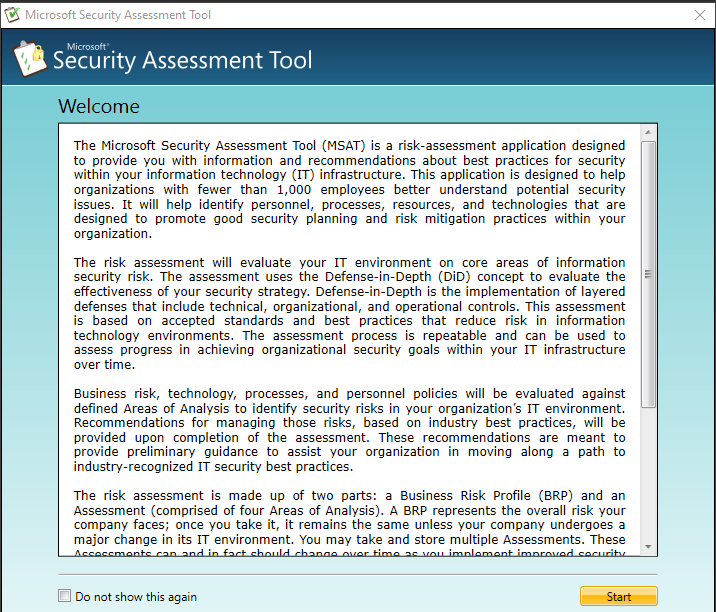 Microsoft Security Assessment Tool
Microsoft®
Security Assessment Tool
Welcome
The Microsoft Security Assessment Tool (MSAT) is a risk-assessment application designed
to provide you with information and recommendations about best practices for security
within your information technology (IT) infrastructure. This application is designed to help
organizations with fewer than 1,000 employees better understand potential security
issues. It will help identify personnel, processes, resources, and technologies that are
designed to promote good security planning and risk mitigation practices within your
organization.
The risk assessment will evaluate your IT environment on core areas of information
security risk. The assessment uses the Defense-in-Depth (DiD) concept to evaluate the
effectiveness of your security strategy. Defense-in-Depth is the implementation of layered
defenses that include technical, organizational, and operational controls. This assessment
is based on accepted standards and best practices that reduce risk in information
technology environments. The assessment process is repeatable and can be used to
assess progress in achieving organizational security goals within your IT infrastructure
over time.
Business risk, technology, processes, and personnel policies will be evaluated against
defined Areas of Analysis to identify security risks in your organization's IT environment.
Recommendations for managing those risks, based on industry best practices, will be
provided upon completion of the assessment. These recommendations are meant to
provide preliminary guidance to assist your organization in moving along a path to
industry-recognized IT security best practices.
The risk assessment is made up of two parts: a Business Risk Profile (BRP) and an
Assessment (comprised of four Areas of Analysis). A BRP represents the overall risk your
company faces; once you take it, it remains the same unless your company undergoes a
major change in its IT environment. You may take and store multiple Assessments. These
Assessments can and in fact should change over time as you implement improved security
Do not show this again
Start